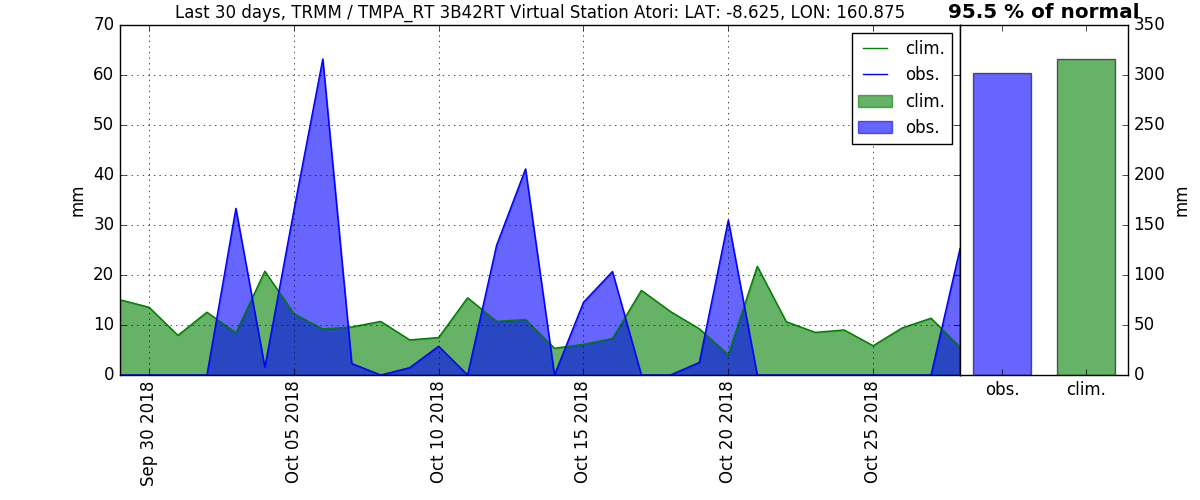 Last 30 days, TRMM / TMPA_RT 3B42RT Virtual Station Atori: LAT: -8.625, LON: 160.875
95.5 % of normal
70
60
50
40
30
20
10
0
mm
clim.
obs.
clim.
obs.
350
300
250
200
150
100
50
0
mm
obs.
clim.
Sep 30 2018
Oct 05 2018
Oct 10 2018
Oct 15 2018
Oct 20 2018
Oct 25 2018